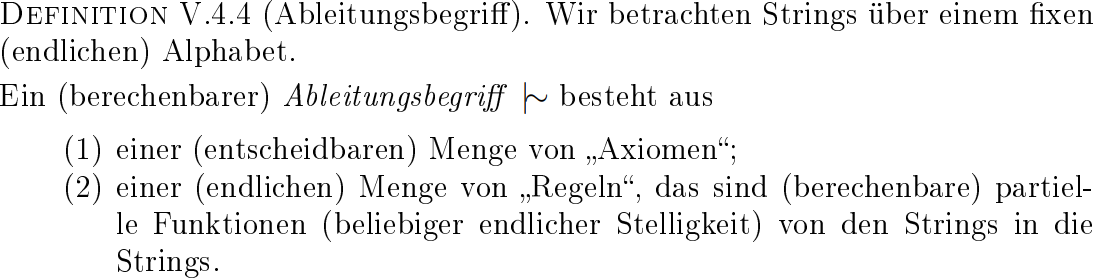 DEFINITION V.4.4 (Ableitungsbegriff). Wir betrachten Strings über einem fixen
(endlichen) Alphabet.
Ein (berechenbarer) Ableitungsbegriff |∼ besteht aus
(1) einer (entscheidbaren) Menge von „Axiomen“;
(2) einer (endlichen) Menge von „Regeln“, das sind (berechenbare) partiel-
le Funktionen (beliebiger endlicher Stelligkeit) von den Strings in die
Strings.